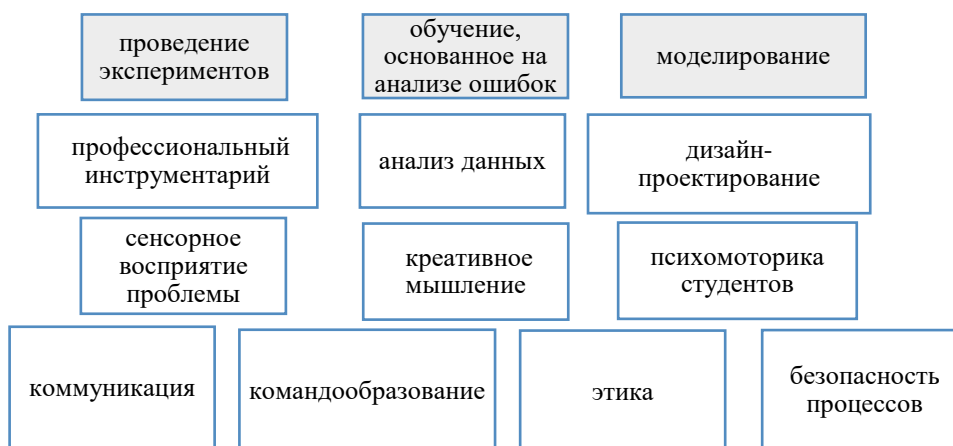 проведение
экспериментов
обучение,
основанное на
анализе ошибок
моделирование
профессиональный
инструментарий
анализ данных
дизайн-
проектирование
сенсорное
восприятие
проблемы
креативное
мышление
психомоторика
студентов
коммуникация
командообразование
этика
безопасность
процессов